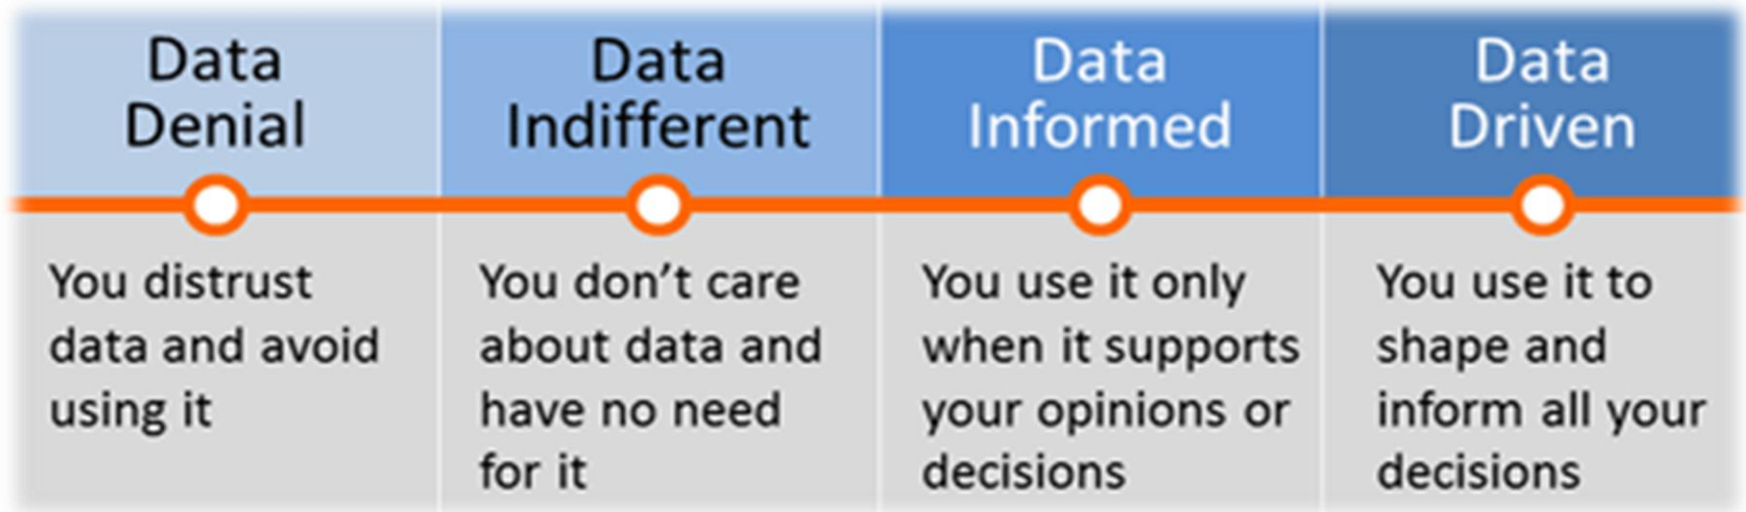 Data
Denial
Data
Indifferent
Data
Informed
Data
Driven
You distrust
data and avoid
using it
You don’t care
about data and
have no need
for it
You use it only
when it supports
your opinions or
decisions
You use it to
shape and
inform all your
decisions